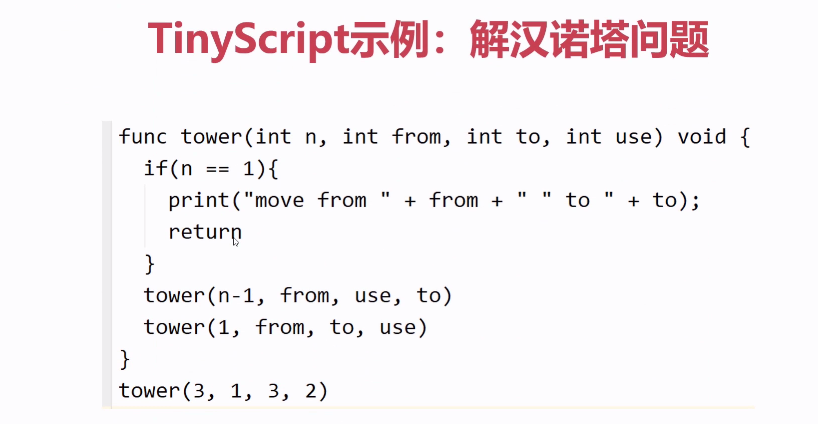 TinyScript示例：解汉诺塔问题
func tower(int n, int from, int to, int use) void {
  if(n == 1){
    print("move from " + from + " " to " + to);
    return
  }
  tower(n-1, from, use, to)
  tower(1, from, to, use)
}
tower(3, 1, 3, 2)